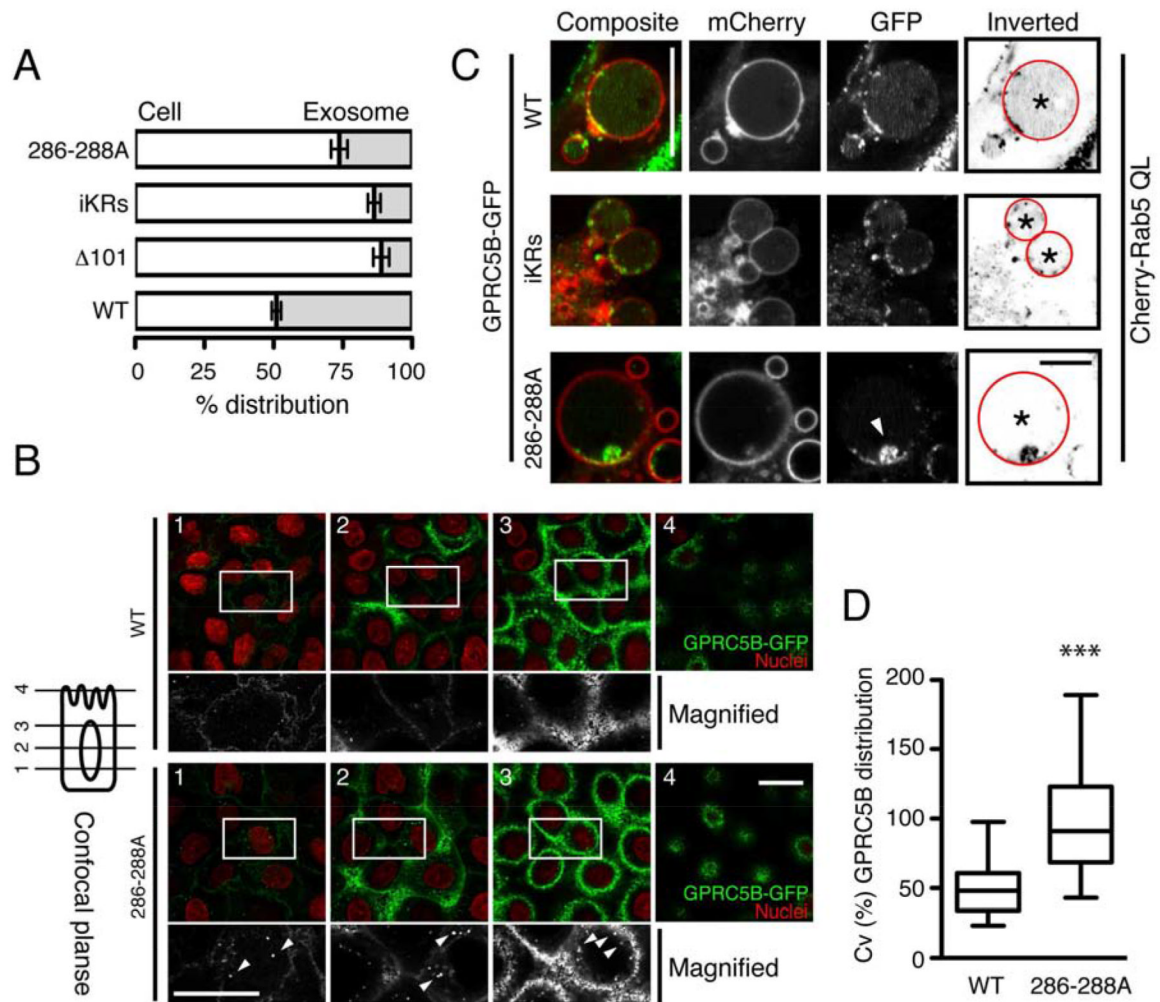 A
Cell Exosome
286-288A
iKRs
Δ101
WT
0 25 50 75 100
% distribution
C
Composite mCherry GFP Inverted
GPRC5B-GFP
WT
*
iKRs
* *
286-288A
*
Cherry-Rab5 QL
B
WT
1 2 3 4
GPRC5B-GFP
Nuclei
Magnified
4
3
2
1
Confocal planse
286-288A
1 2 3 4
GPRC5B-GFP
Nuclei
Magnified
D
***
Cv (%) GPRC5B distribution
200
150
100
50
0
WT 286-288A